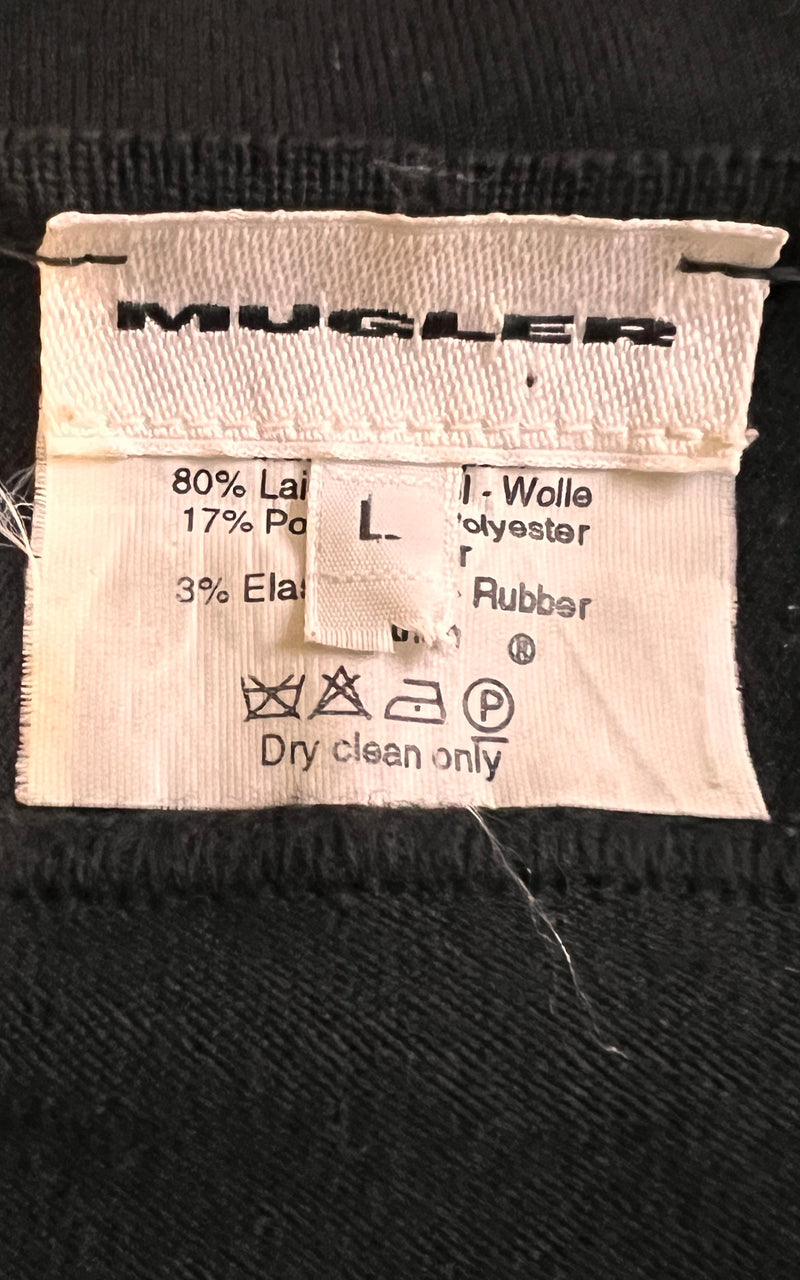 MUGLER
L
80% Lai l - Wolle
17% Po olyester
r
3% Elas - Rubber
®
P
Dry clean only